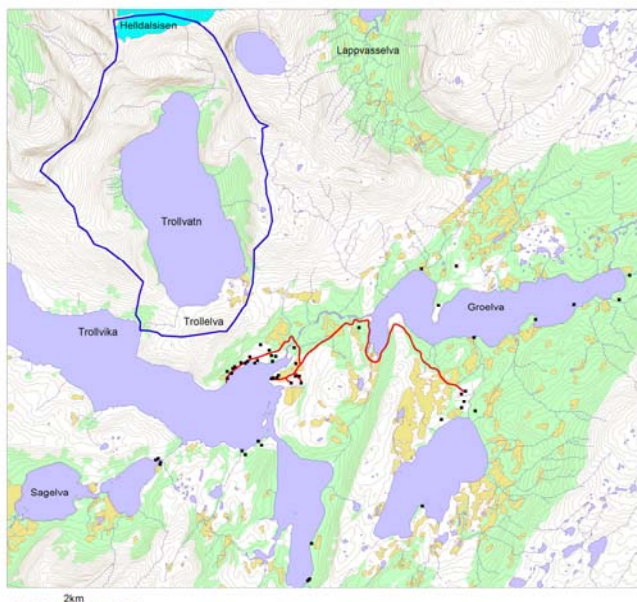 Helldalsisen
Lappvasselva
Trollvatn
Groelva
Trollelva
Trollvika
Sagelva
2km